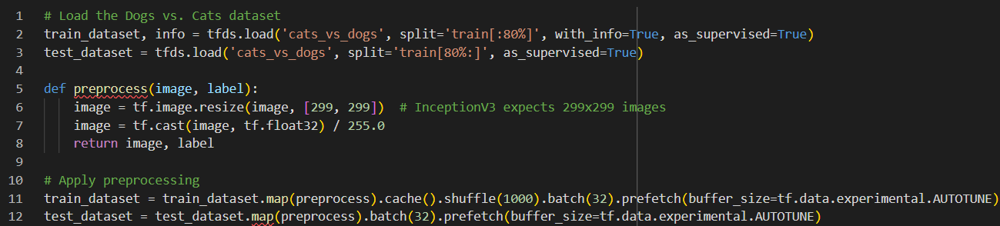 1 # Load the Dogs vs. Cats dataset
2 train_dataset, info = tfds.load('cats_vs_dogs', split='train[:80%]', with_info=True, as_supervised=True)
3 test_dataset = tfds.load('cats_vs_dogs', split='train[80%:]', as_supervised=True)
4
5 def preprocess(image, label):
6     image = tf.image.resize(image, [299, 299])  # InceptionV3 expects 299x299 images
7     image = tf.cast(image, tf.float32) / 255.0
8     return image, label
9
10 # Apply preprocessing
11 train_dataset = train_dataset.map(preprocess).cache().shuffle(1000).batch(32).prefetch(buffer_size=tf.data.experimental.AUTOTUNE)
12 test_dataset = test_dataset.map(preprocess).batch(32).prefetch(buffer_size=tf.data.experimental.AUTOTUNE)